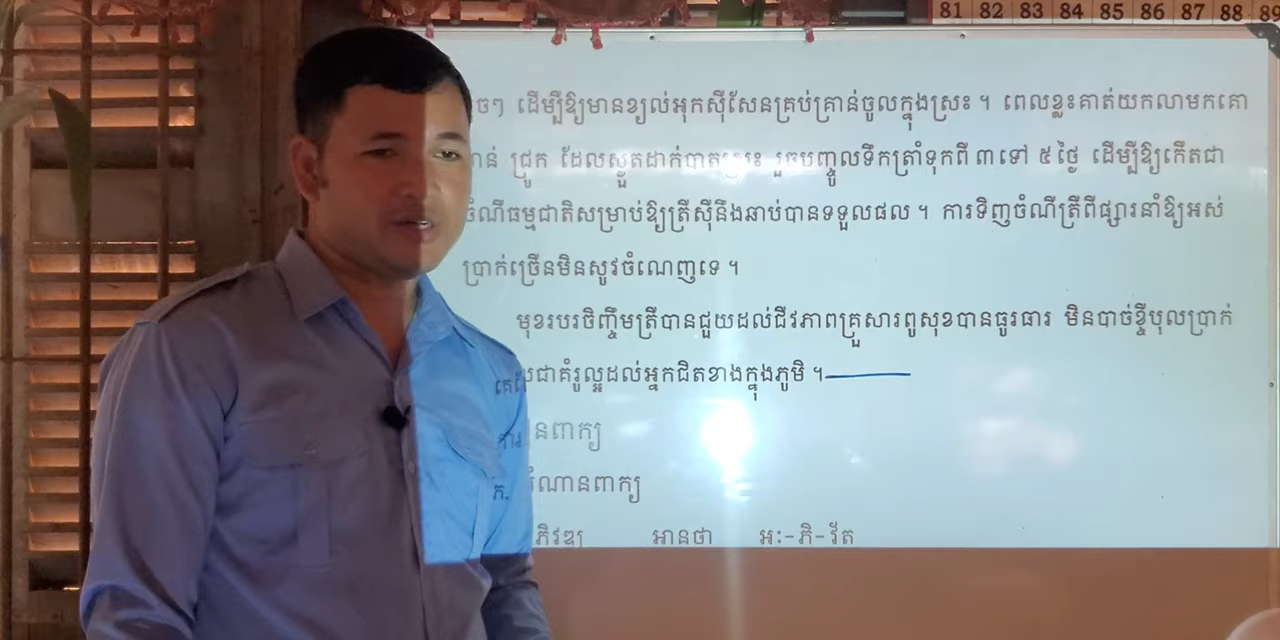 81 82 83 84 85 86 87 88 89
ចៗ ដើម្បីឱ្យមានខ្យល់អុកស៊ីសែនគ្រប់គ្រាន់ចូលក្នុងស្រះ ។ ពេលខ្លះគាត់យកលាមកគោ
ជ្រូក ដែលស្ងួតដាក់បាតស្រះ រួចបញ្ចូលទឹកត្រាំទុកពី ៣ទៅ ៥ ថ្ងៃ ដើម្បីឱ្យកើតជា
ចំណីធម្មជាតិសម្រាប់ឱ្យត្រីស៊ីនឹងឆាប់បានទទួលផល ។ ការទិញចំណីត្រីពីផ្សារនាំឱ្យអស់
ប្រាក់ច្រើនមិនសូវចំណេញទេ ។
មុខរបរចិញ្ចឹមត្រីបានជួយដល់ជីវភាពគ្រួសារពូសុខបានធូរធារ មិនបាច់ខ្ចីបុលប្រាក់
គេ ជាគំរូល្អដល់អ្នកជិតខាងក្នុងភូមិ ។
ានពាក្យ
ក. ំណានពាក្យ
ភិវឌ្ឍ អានថា អៈ-ភិ-វ័ត